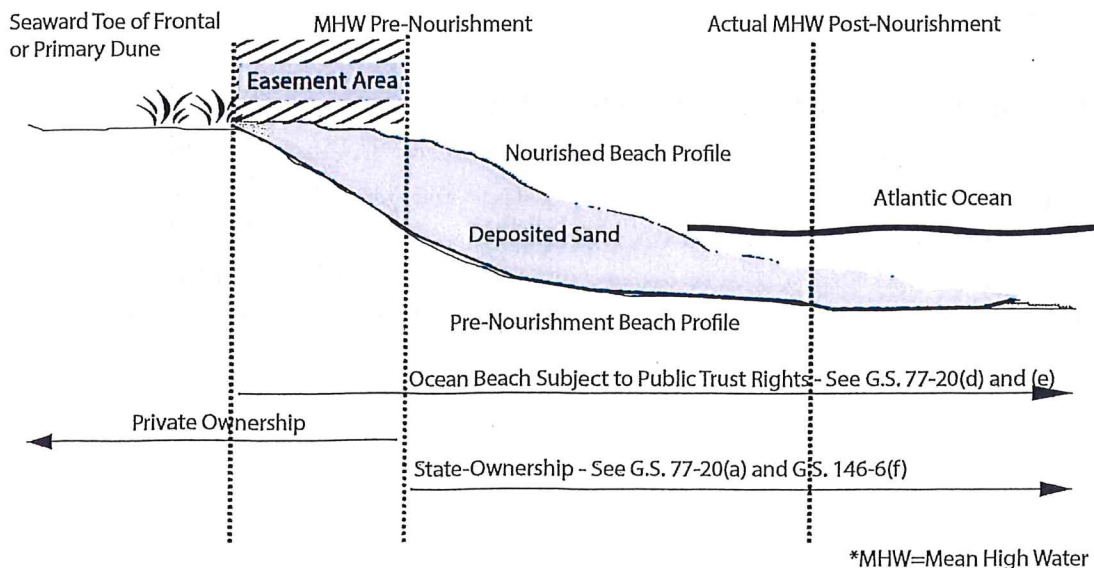 Seaward Toe of Frontal
or Primary Dune
MHW Pre-Nourishment
Actual MHW Post-Nourishment
Easement Area
Nourished Beach Profile
Atlantic Ocean
Deposited Sand
Pre-Nourishment Beach Profile
Ocean Beach Subject to Public Trust Rights - See G.S. 77-20(d) and (e)
Private Ownership
State-Ownership - See G.S. 77-20(a) and G.S. 146-6(f)
*MHW=Mean High Water